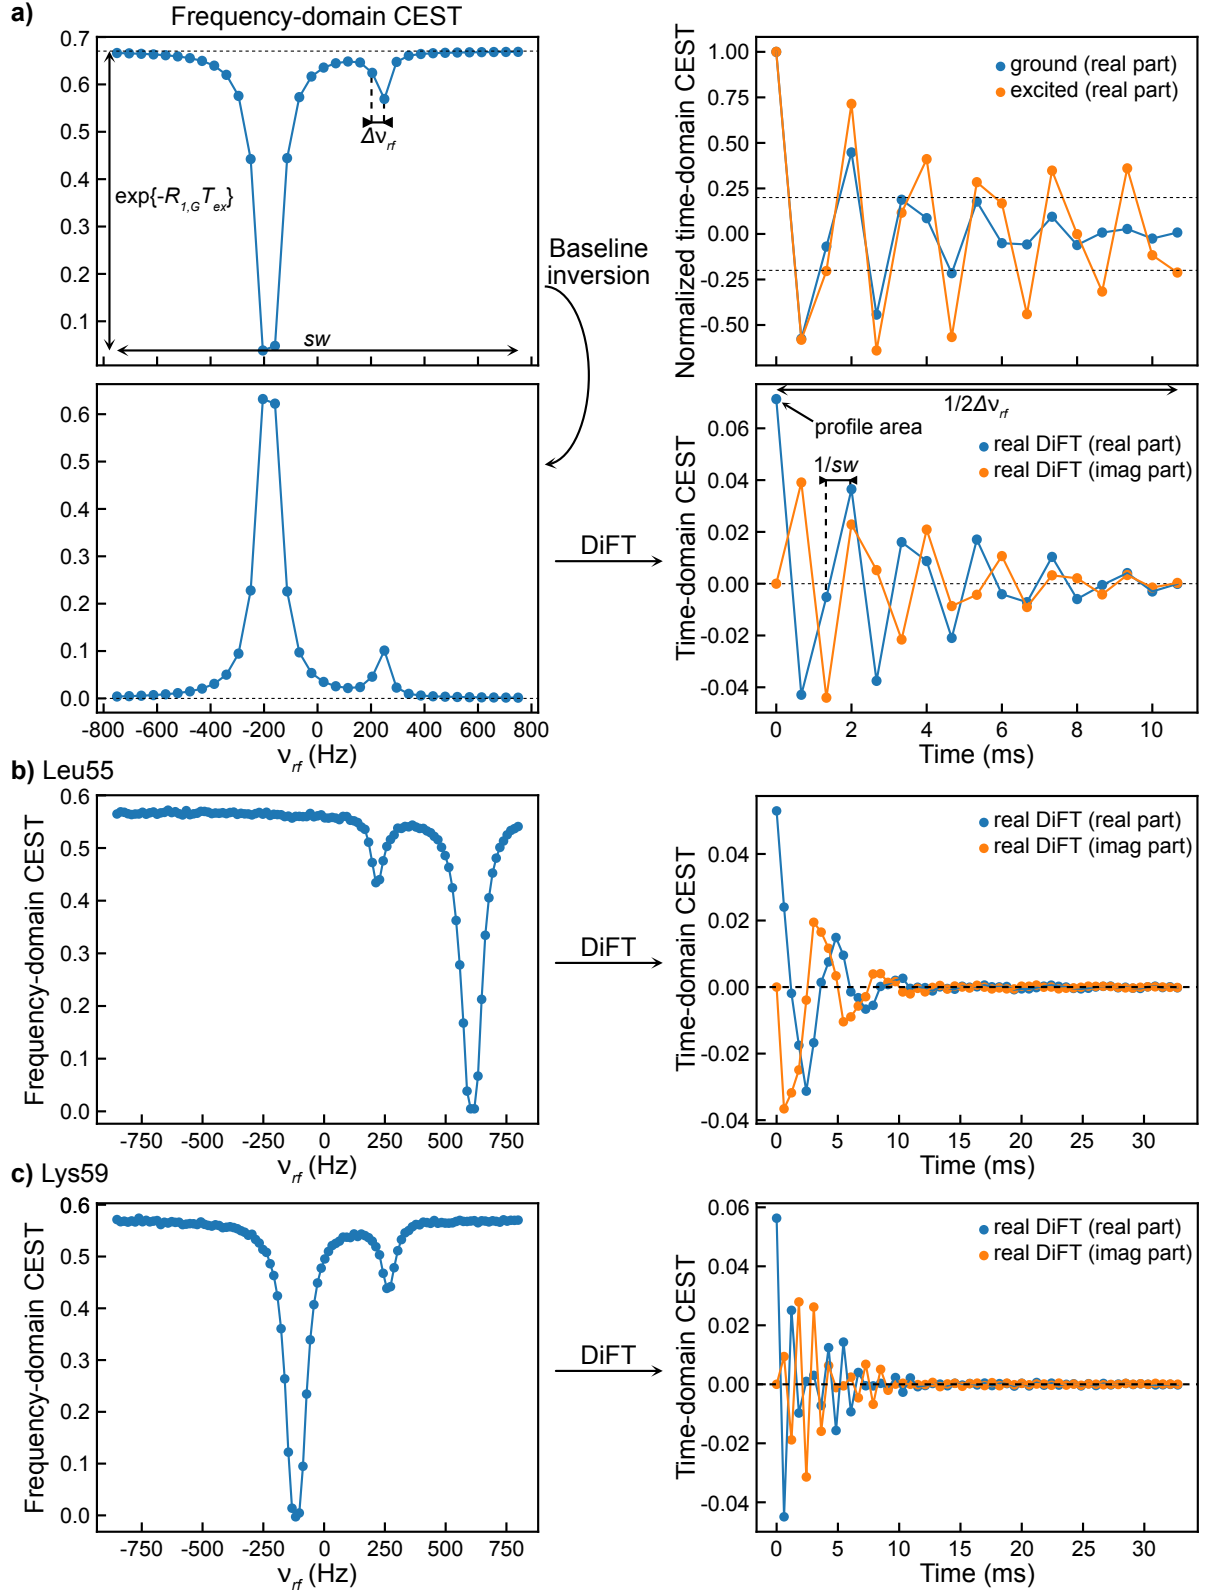 a)
Frequency-domain CEST
0.7
0.6
0.5
0.4
0.3
0.2
0.1
Δν_rf
exp{-R_{1,G}T_{ex}}
sw
Baseline
inversion
Normalized time-domain CEST
1.00
0.75
0.50
0.25
0.00
-0.25
-0.50
ground (real part)
excited (real part)
0.6
0.5
0.4
0.3
0.2
0.1
0.0
-800 -600 -400 -200 0 200 400 600 800
ν_rf (Hz)
DiFT
Time-domain CEST
0.06
0.04
0.02
0.00
-0.02
-0.04
1/2Δν_rf
profile area
real DiFT (real part)
real DiFT (imag part)
1/sw
0 2 4 6 8 10
Time (ms)
b) Leu55
Frequency-domain CEST
0.6
0.5
0.4
0.3
0.2
0.1
0.0
-750 -500 -250 0 250 500 750
ν_rf (Hz)
DiFT
Time-domain CEST
0.04
0.02
0.00
-0.02
-0.04
real DiFT (real part)
real DiFT (imag part)
0 5 10 15 20 25 30
Time (ms)
c) Lys59
Frequency-domain CEST
0.6
0.5
0.4
0.3
0.2
0.1
0.0
-750 -500 -250 0 250 500 750
ν_rf (Hz)
DiFT
Time-domain CEST
0.06
0.04
0.02
0.00
-0.02
-0.04
real DiFT (real part)
real DiFT (imag part)
0 5 10 15 20 25 30
Time (ms)